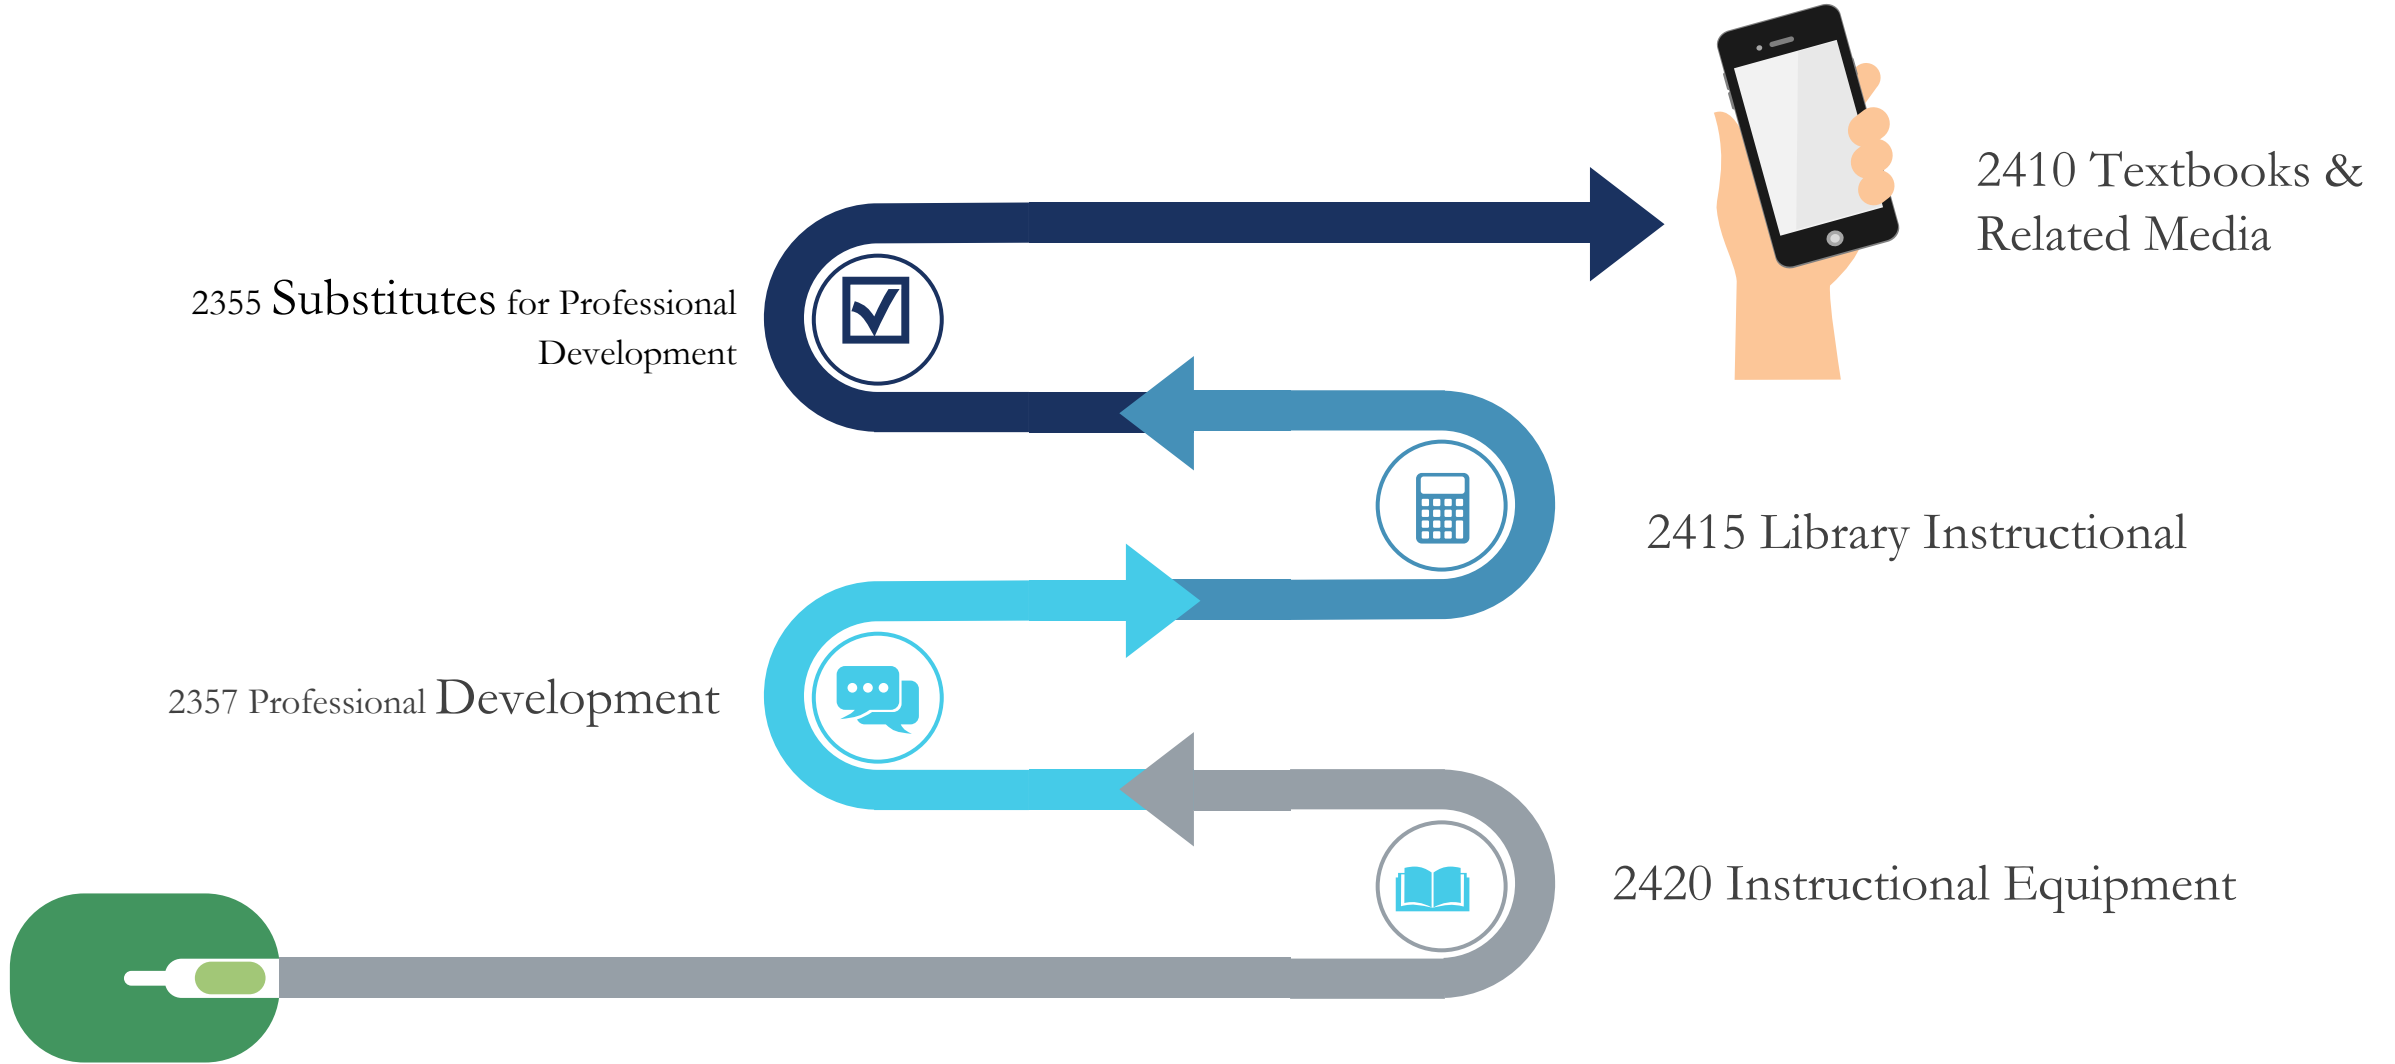 2410 Textbooks &
Related Media
2355 Substitutes for Professional
Development
2415 Library Instructional
2357 Professional Development
2420 Instructional Equipment